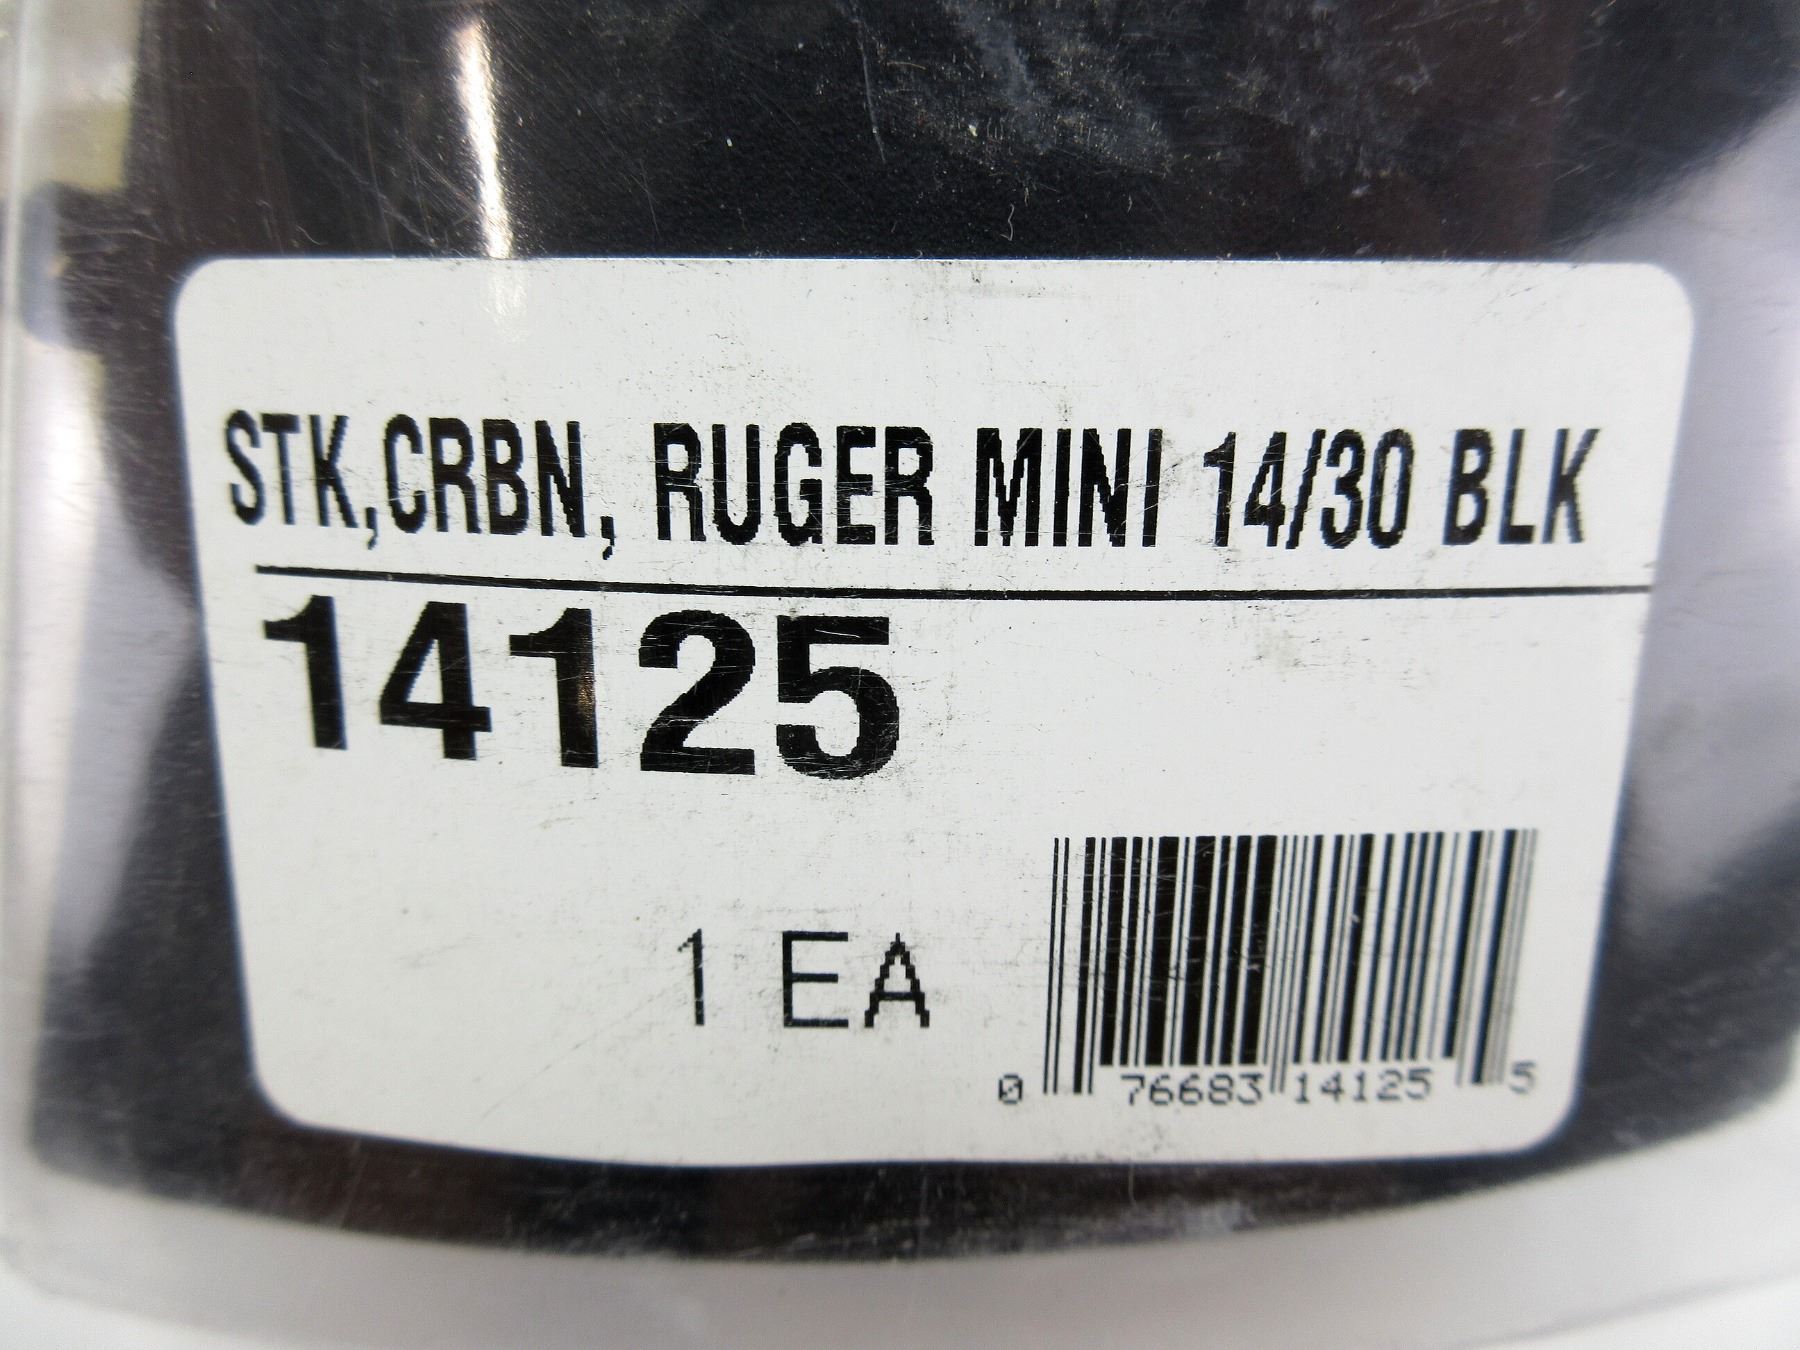 STK,CRBN, RUGER MINI 14/30 BLK
14125
1 EA
0 76683 14125 5